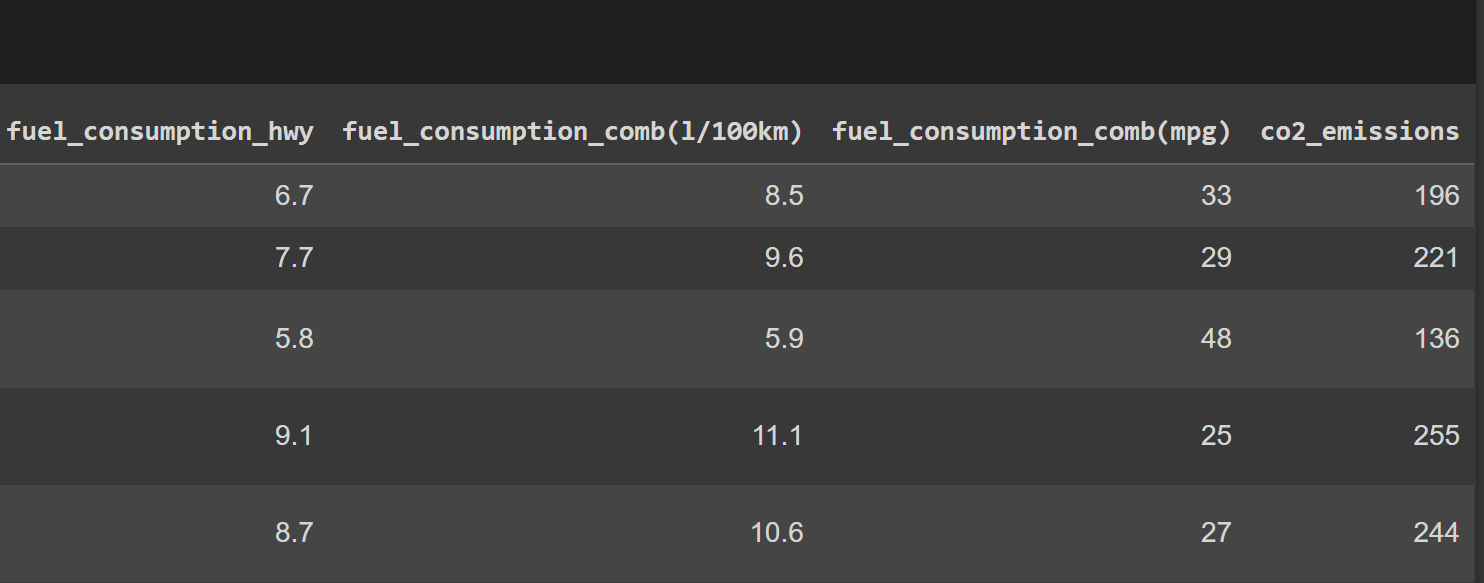 fuel_consumption_hwy fuel_consumption_comb(l/100km) fuel_consumption_comb(mpg) co2_emissions
6.7 8.5 33 196
7.7 9.6 29 221
5.8 5.9 48 136
9.1 11.1 25 255
8.7 10.6 27 244